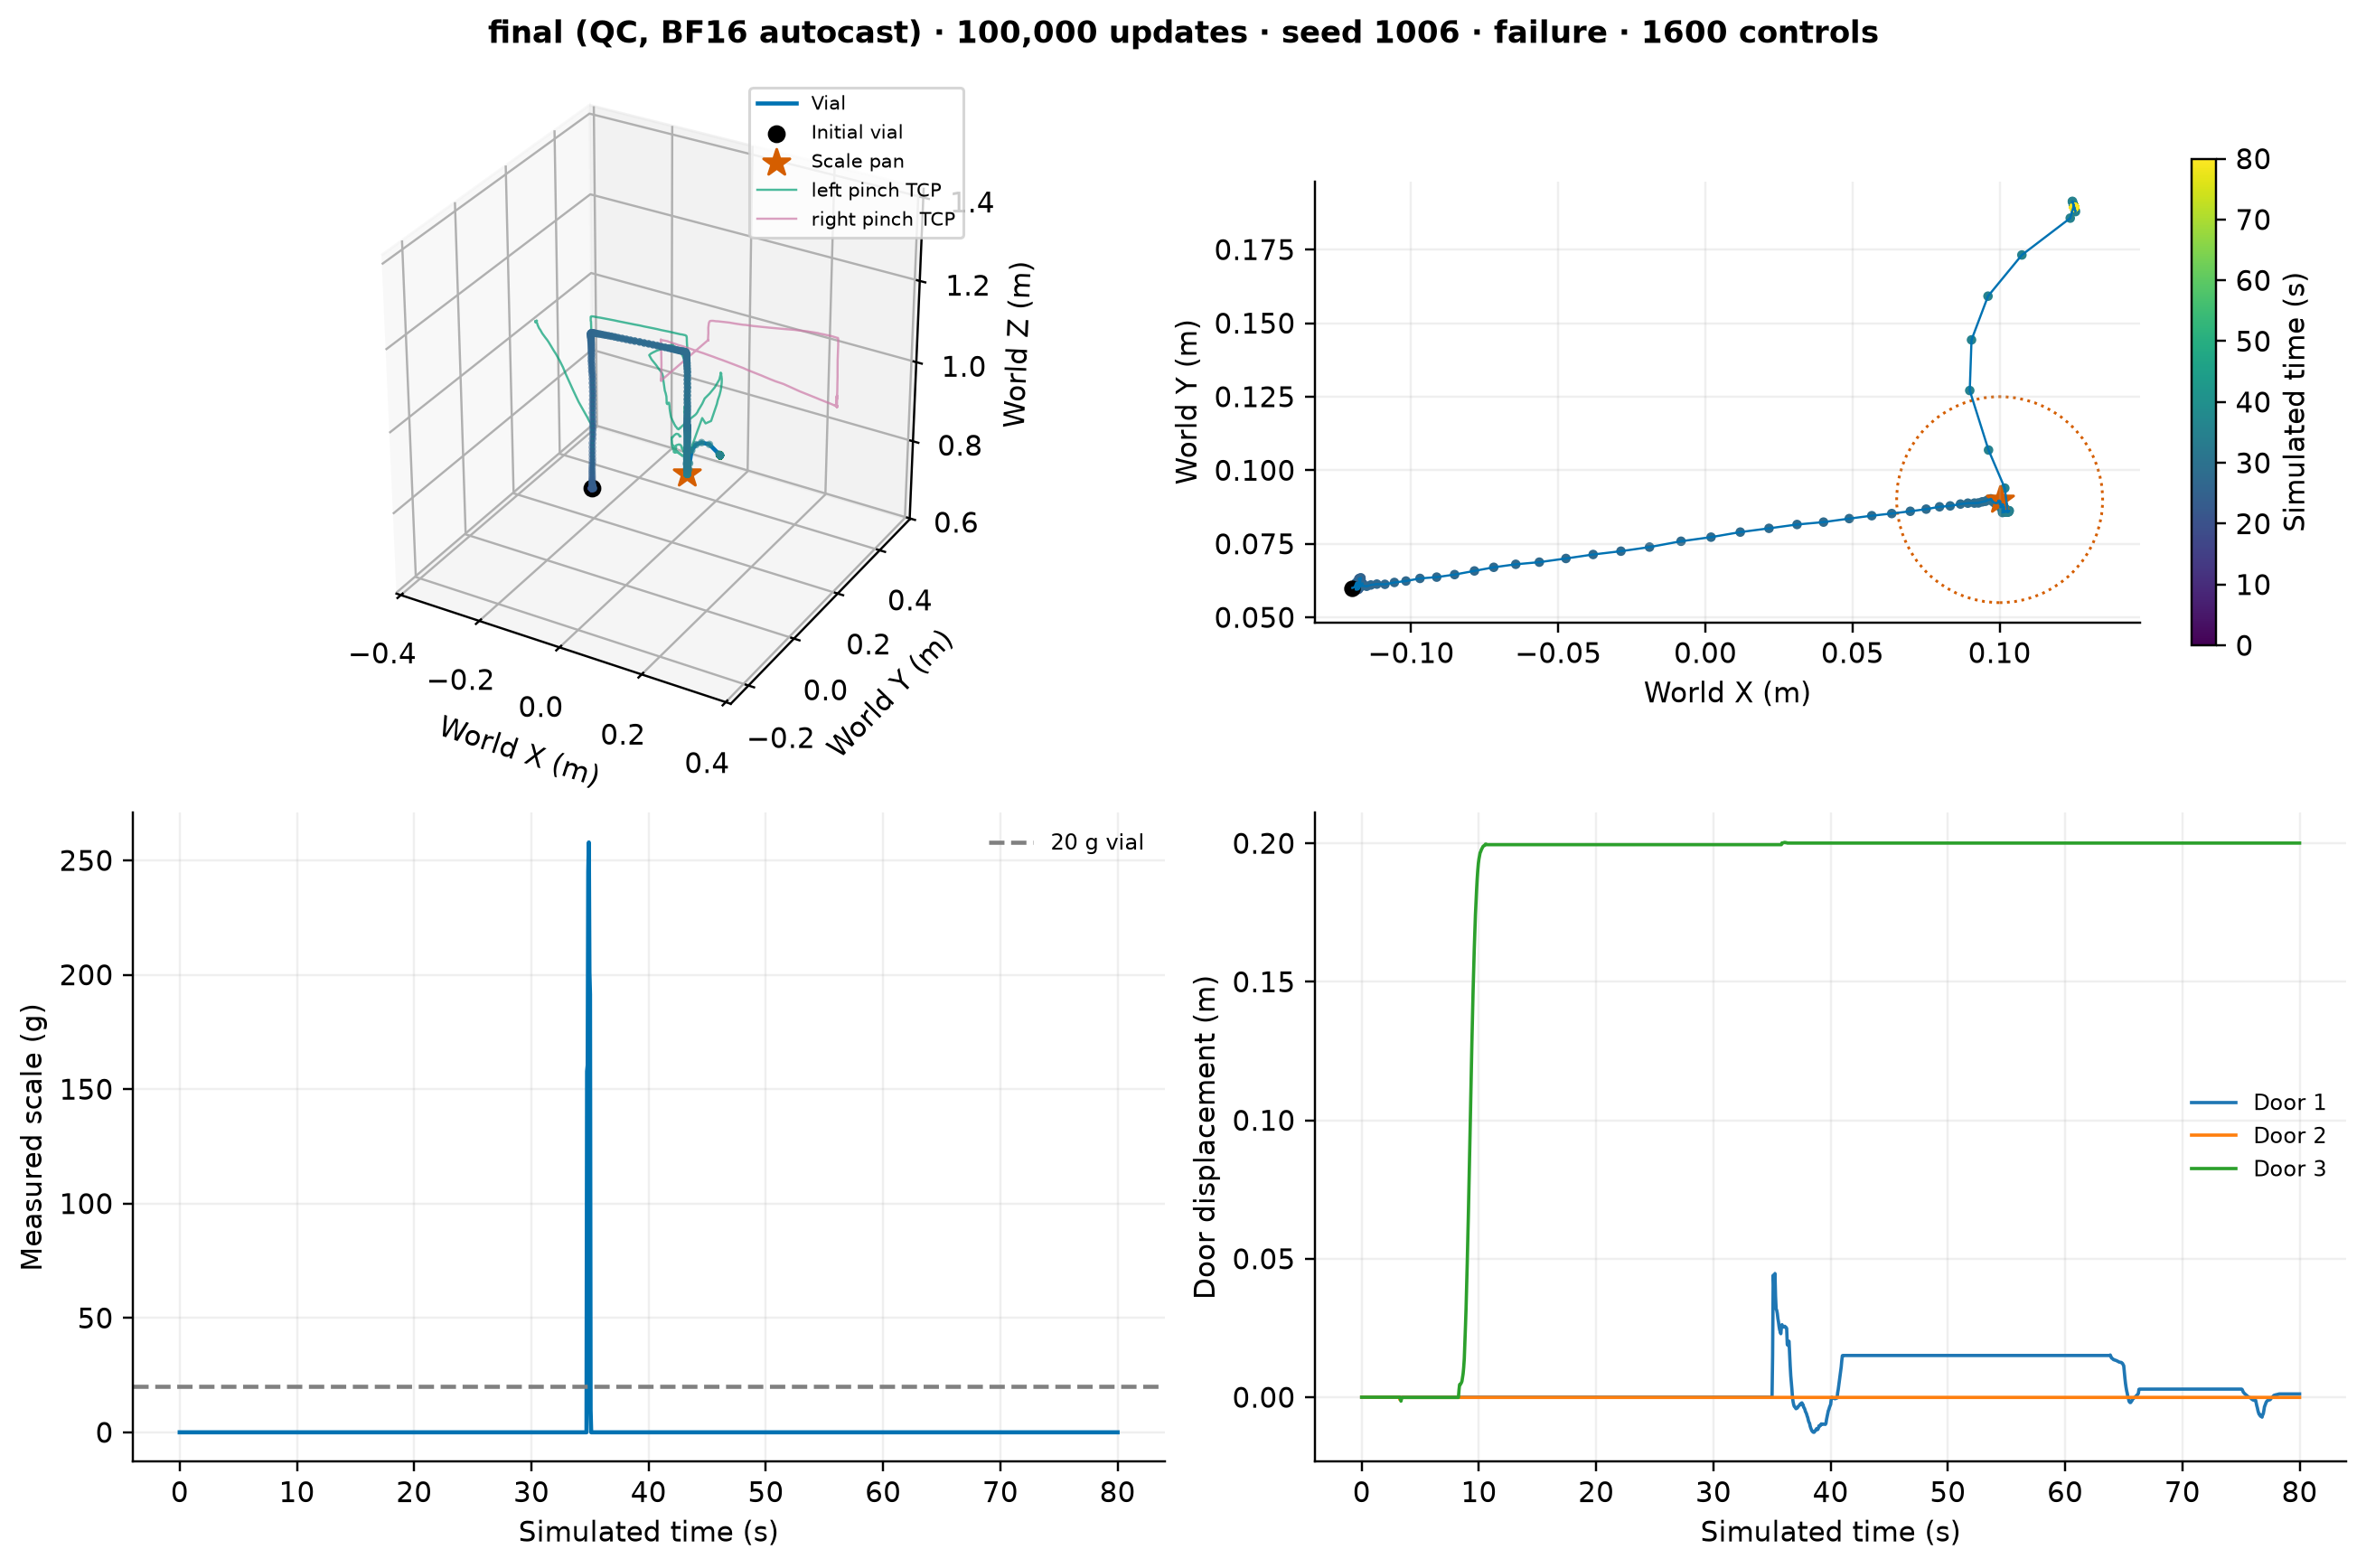 final (QC, BF16 autocast) · 100,000 updates · seed 1006 · failure · 1600 controls
Vial
Initial vial
Scale pan
left pinch TCP
right pinch TCP
1.4
1.2
1.0
0.8
0.6
World Z (m)
−0.4
−0.2
0.0
0.2
0.4
World X (m)
−0.2
0.0
0.2
0.4
World Y (m)
0.175
0.150
0.125
0.100
0.075
0.050
World Y (m)
−0.10
−0.05
0.00
0.05
0.10
World X (m)
80
70
60
50
40
30
20
10
0
Simulated time (s)
250
200
150
100
50
0
Measured scale (g)
20 g vial
0 10 20 30 40 50 60 70 80
Simulated time (s)
0.20
0.15
0.10
0.05
0.00
Door displacement (m)
Door 1
Door 2
Door 3
0 10 20 30 40 50 60 70 80
Simulated time (s)